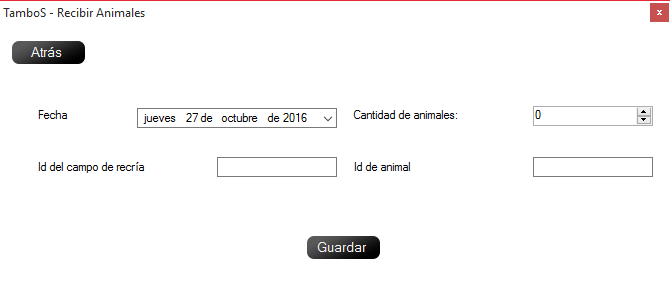 TamboS - Recibir Animales
x
Atrás
Fecha
jueves 27 de octubre de 2016
Cantidad de animales:
0
Id del campo de recría
Id de animal
Guardar